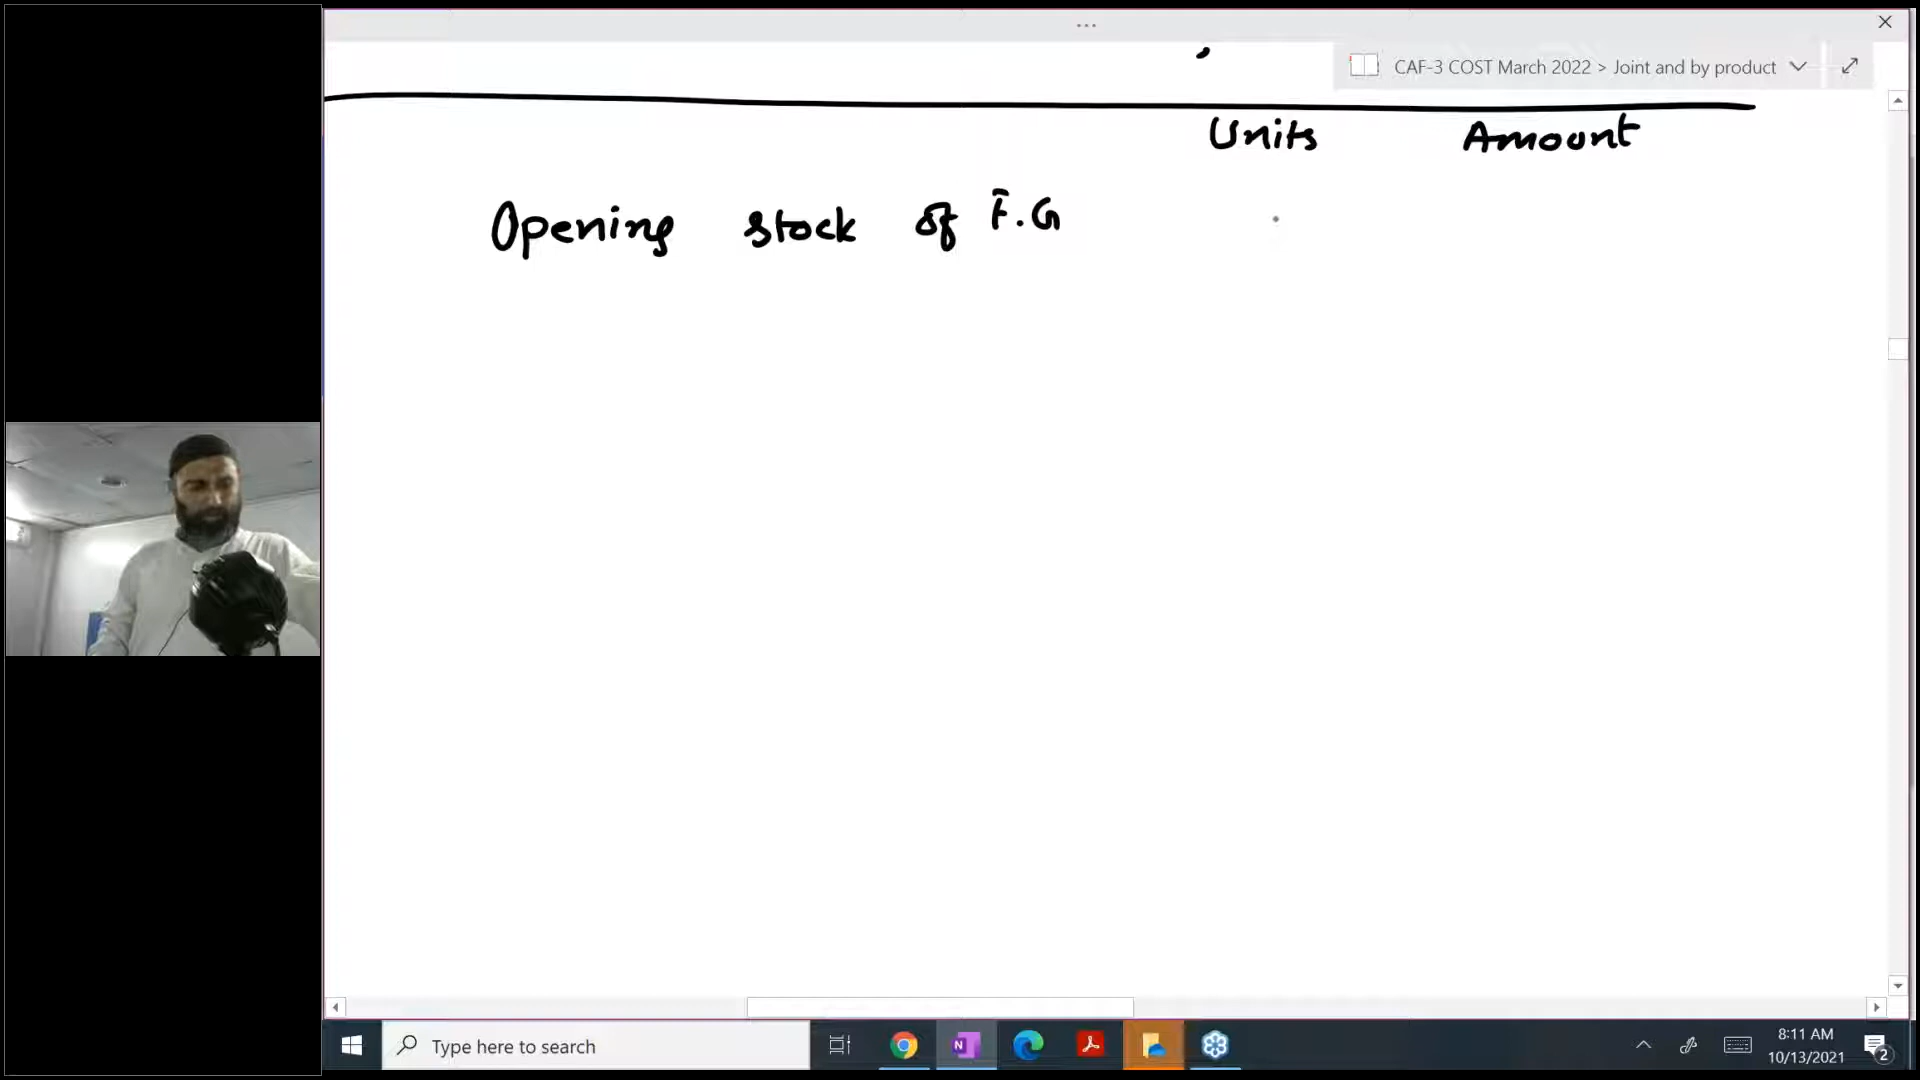 CAF-3 COST March 2022 > Joint and by product
Units Amount
Opening stock of F.G
Type here to search
8:11 AM
10/13/2021
2